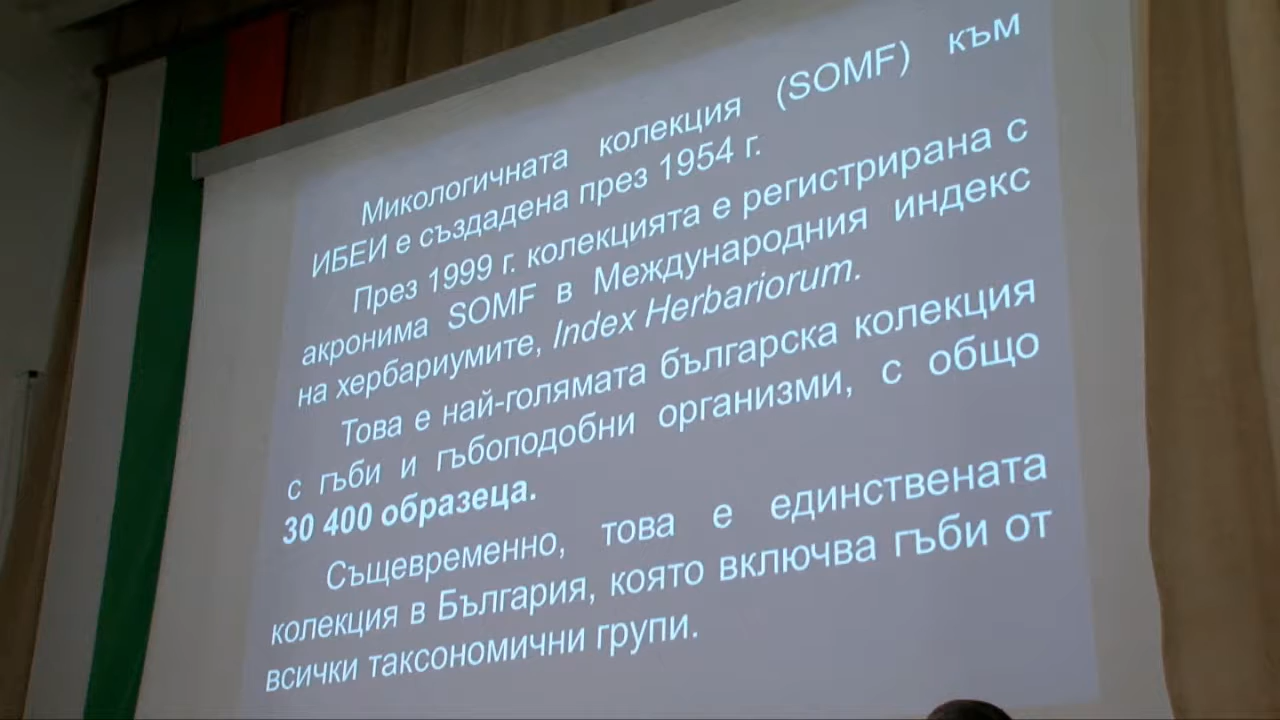 Микологичната колекция (SOMF) към
ИБЕИ е създадена през 1954 г.
През 1999 г. колекцията е регистрирана с
акронима SOMF в Международния индекс
на хербариумите, Index Herbariorum.
Това е най-голямата българска колекция
с гъби и гъбоподобни организми, с общо
30 400 образеца.
Същевременно, това е единствената
колекция в България, която включва гъби от
всички таксономични групи.